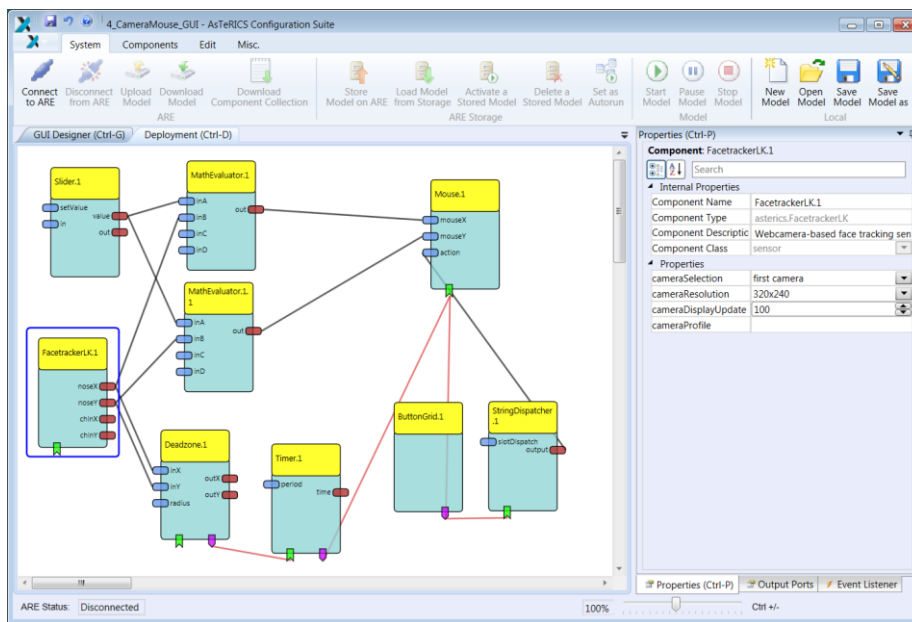 4_CameraMouse_GUI - AsTeRICS Configuration Suite
System Components Edit Misc.
Connect to ARE
Disconnect from ARE
Upload Model
Download Model
Download Component Collection
ARE
Store Model on ARE
Load Model from Storage
Activate a Stored Model
Delete a Stored Model
Set as Autorun
ARE Storage
Start Model
Pause Model
Stop Model
Model
New Model
Open Model
Save Model
Save Model as
Local
GUI Designer (Ctrl-G) Deployment (Ctrl-D)
Slider.1
setValue
in
value
out
MathEvaluator.1
inA
inB
inC
inD
out
Mouse.1
mouseX
mouseY
action
MathEvaluator.1
1
inA
inB
inC
inD
out
FacetrackerLK.1
noseX
noseY
chinX
chinY
Deadzone.1
inX
inY
radius
outX
outY
Timer.1
period
time
ButtonGrid.1
StringDispatcher
.1
slotDispatch
output
Properties (Ctrl-P)
Component: FacetrackerLK.1
Search
Internal Properties
Component Name FacetrackerLK.1
Component Type asterics.FacetrackerLK
Component Descriptic Webcamera-based face tracking sen
Component Class sensor
Properties
cameraSelection first camera
cameraResolution 320x240
cameraDisplayUpdate 100
cameraProfile
Properties (Ctrl-P) Output Ports Event Listener
ARE Status: Disconnected 100% Ctrl +/-